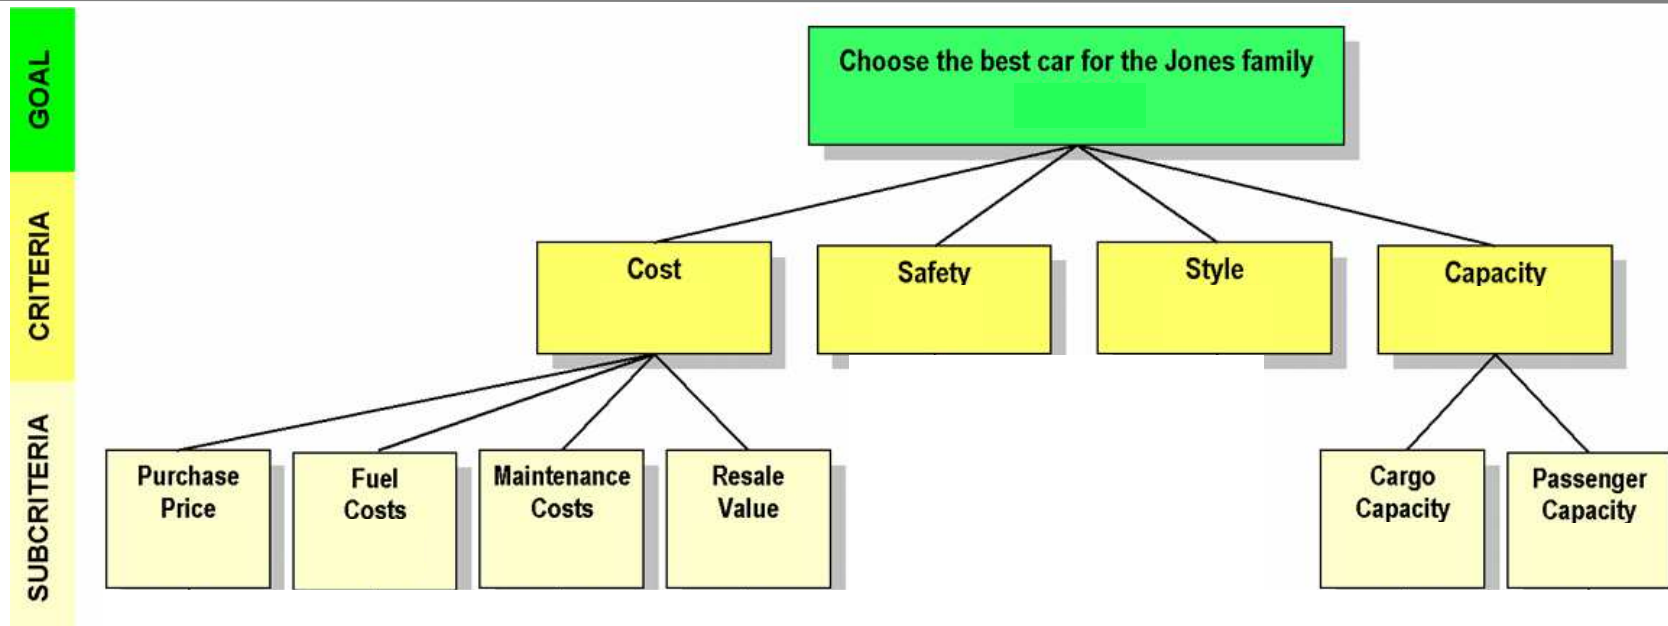 GOAL
Choose the best car for the Jones family
CRITERIA
Cost
Safety
Style
Capacity
SUBCRITERIA
Purchase
Price
Fuel
Costs
Maintenance
Costs
Resale
Value
Cargo
Capacity
Passenger
Capacity